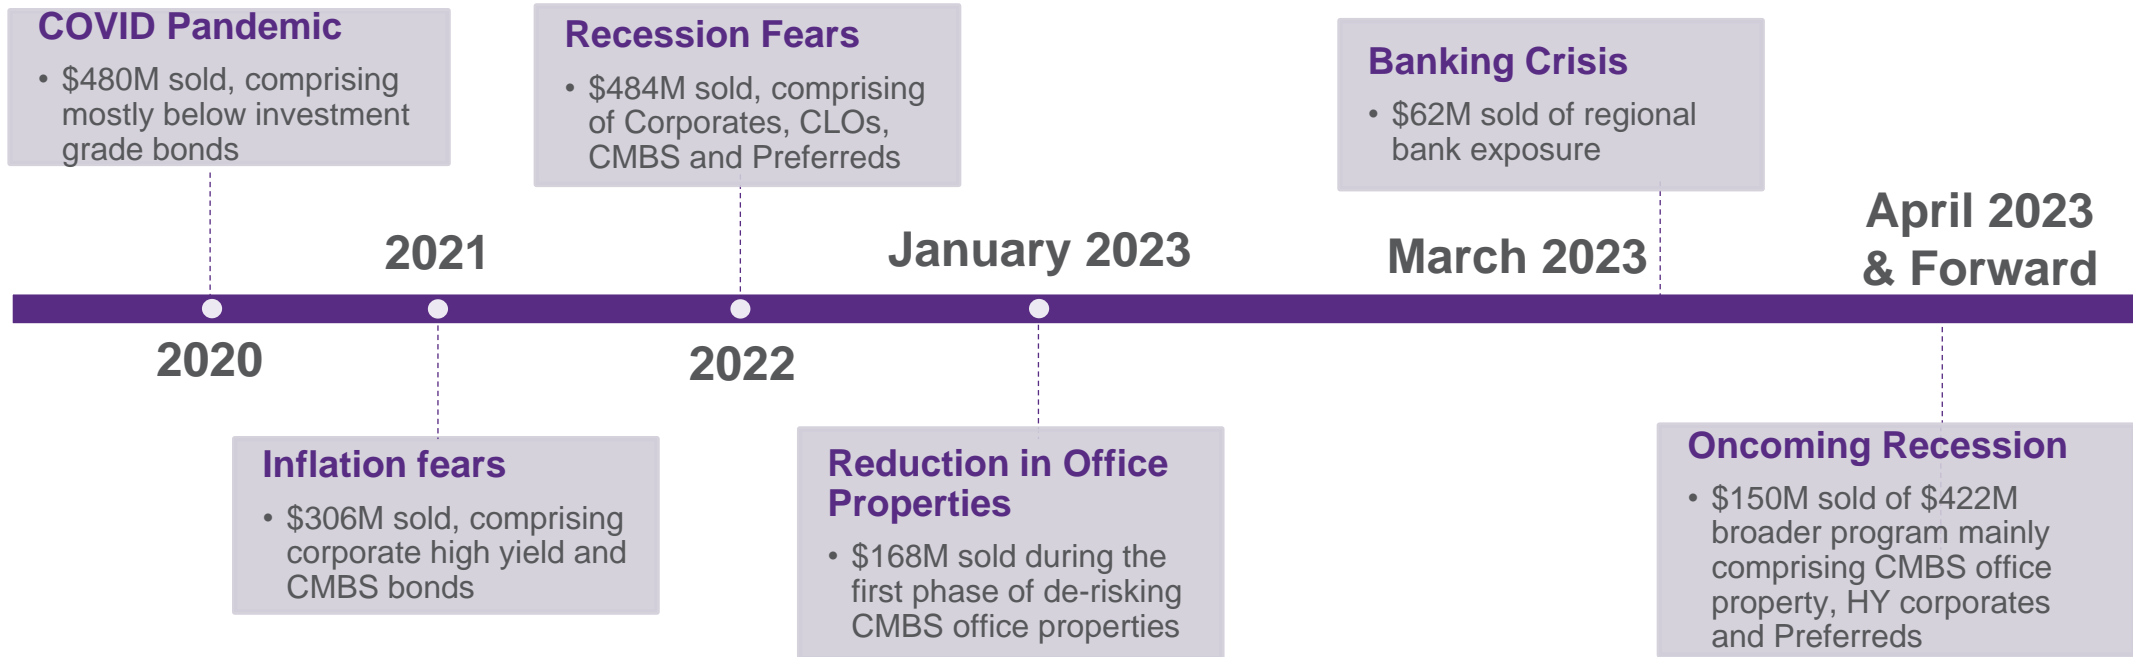 COVID Pandemic
• $480M sold, comprising
mostly below investment
grade bonds
Recession Fears
• $484M sold, comprising
of Corporates, CLOs,
CMBS and Preferreds
Banking Crisis
• $62M sold of regional
bank exposure
2021
January 2023
March 2023
April 2023
& Forward
2020
2022
Inflation fears
• $306M sold, comprising
corporate high yield and
CMBS bonds
Reduction in Office
Properties
• $168M sold during the
first phase of de-risking
CMBS office properties
Oncoming Recession
• $150M sold of $422M
broader program mainly
comprising CMBS office
property, HY corporates
and Preferreds